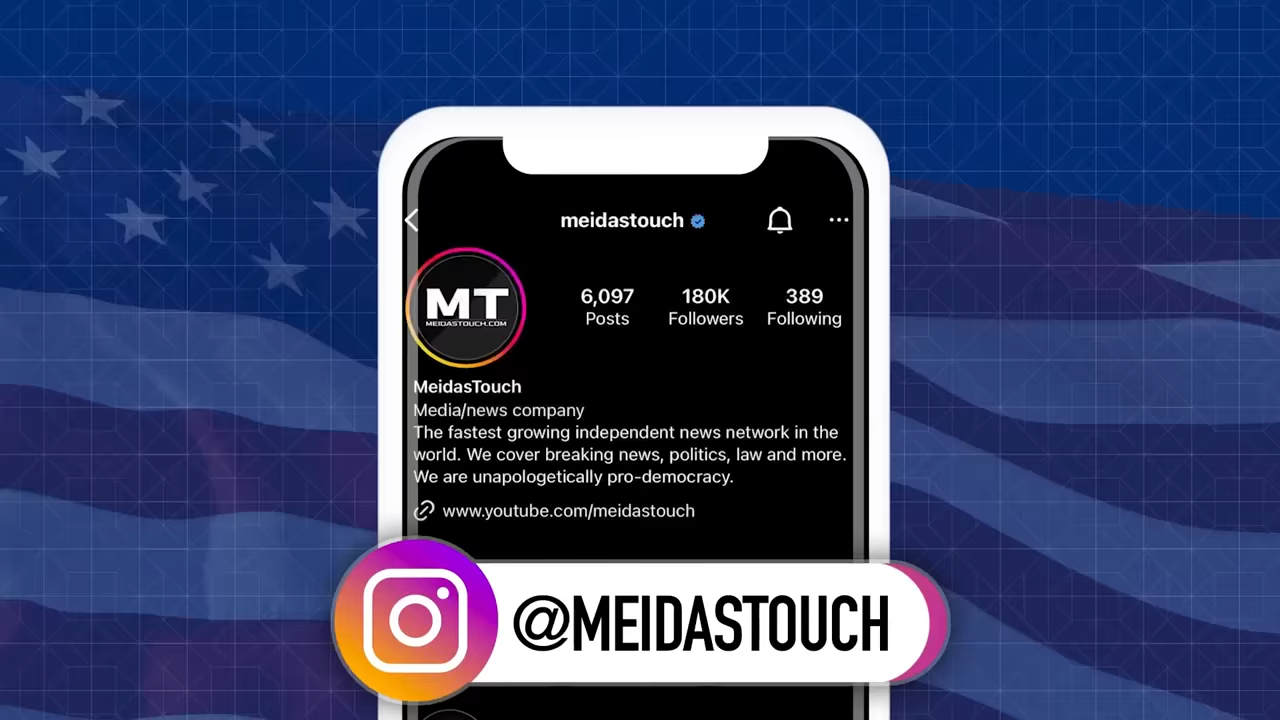 meidastouch
MT
MEIDASTOUCH.COM
6,097 180K 389
Posts Followers Following
MeidasTouch
Media/news company
The fastest growing independent news network in the
world. We cover breaking news, politics, law and more.
We are unapologetically pro-democracy.
www.youtube.com/meidastouch
@MEIDASTOUCH